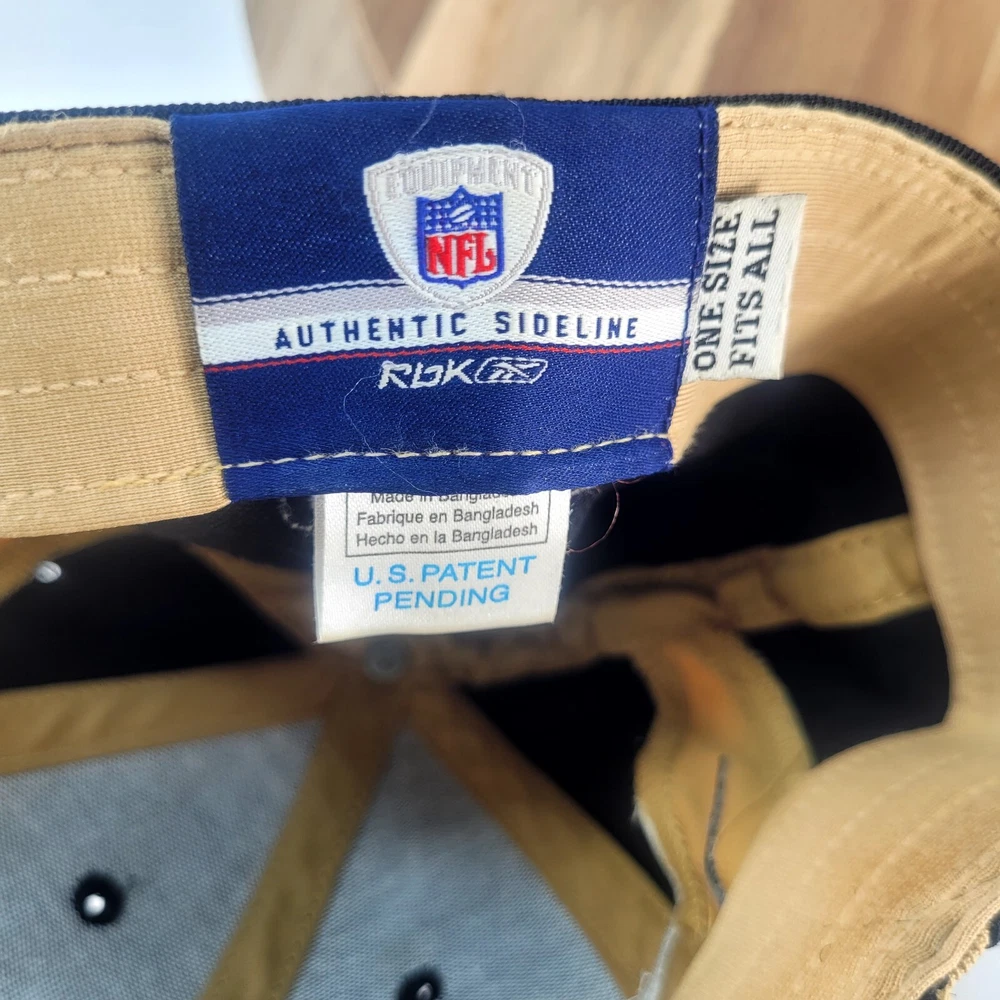 EQUIPMENT
NFL
AUTHENTIC SIDELINE
RBK
ONE SIZE
FITS ALL
Made in
Fabrique en Bangladesh
Hecho en la Bangladesh
U.S. PATENT
PENDING